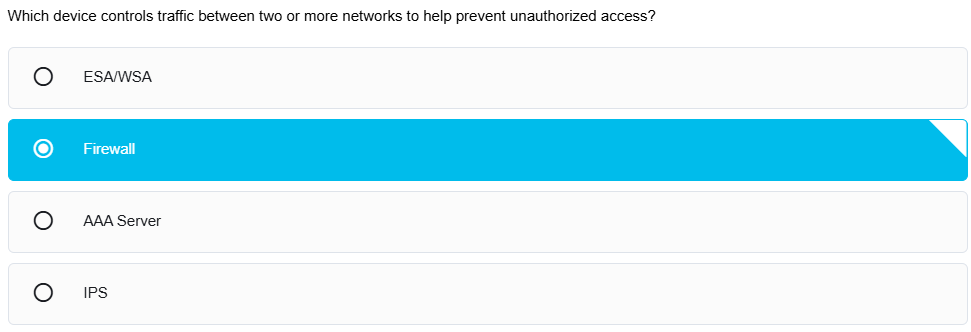 Which device controls traffic between two or more networks to help prevent unauthorized access?
ESA/WSA
Firewall
AAA Server
IPS